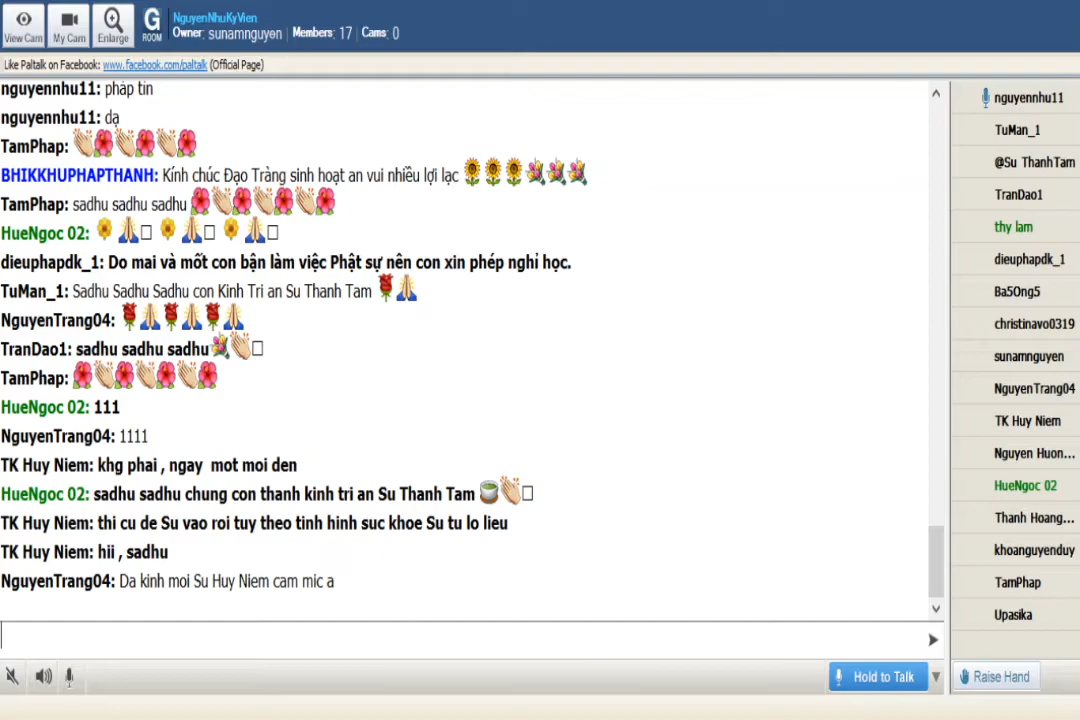 View Cam
My Cam
Enlarge
G
ROOM
NguyenNhuKyVien
Owner: sunamnguyen | Members: 17 | Cams: 0
Like Paltalk on Facebook: www.facebook.com/paltalk (Official Page)
nguyennhu11: pháp tín
nguyennhu11: dạ
TamPhap: 👏🌺👏🌺👏🌺
BHIKKHUPHAPTHANH: Kính chúc Đạo Tràng sinh hoạt an vui nhiều lợi lạc 🌻🌻🌻💐💐💐
TamPhap: sadhu sadhu sadhu 🌺👏🌺👏🌺👏🌺
HueNgoc 02: 🌼🙏 🌼🙏 🌼🙏
dieuphapdk_1: Do mai và mốt con bận làm việc Phật sự nên con xin phép nghỉ học.
TuMan_1: Sadhu Sadhu Sadhu con Kinh Tri an Su Thanh Tam 🌹🙏
NguyenTrang04: 🌹🙏🌹🙏🌹🙏
TranDao1: sadhu sadhu sadhu💐👏
TamPhap: 🌺👏🌺👏🌺👏🌺
HueNgoc 02: 111
NguyenTrang04: 1111
TK Huy Niem: khg phai , ngay mot moi den
HueNgoc 02: sadhu sadhu chung con thanh kinh tri an Su Thanh Tam 🍵👏
TK Huy Niem: thi cu de Su vao roi tuy theo tinh hinh suc khoe Su tu lo lieu
TK Huy Niem: hii , sadhu
NguyenTrang04: Da kinh moi Su Huy Niem cam mic a
Hold to Talk
nguyennhu11
TuMan_1
@Su ThanhTam
TranDao1
thy lam
dieuphapdk_1
Ba5Ong5
christinavo0319
sunamnguyen
NguyenTrang04
TK Huy Niem
Nguyen Huon...
HueNgoc 02
Thanh Hoang...
khoanguyenduy
TamPhap
Upasika
Raise Hand